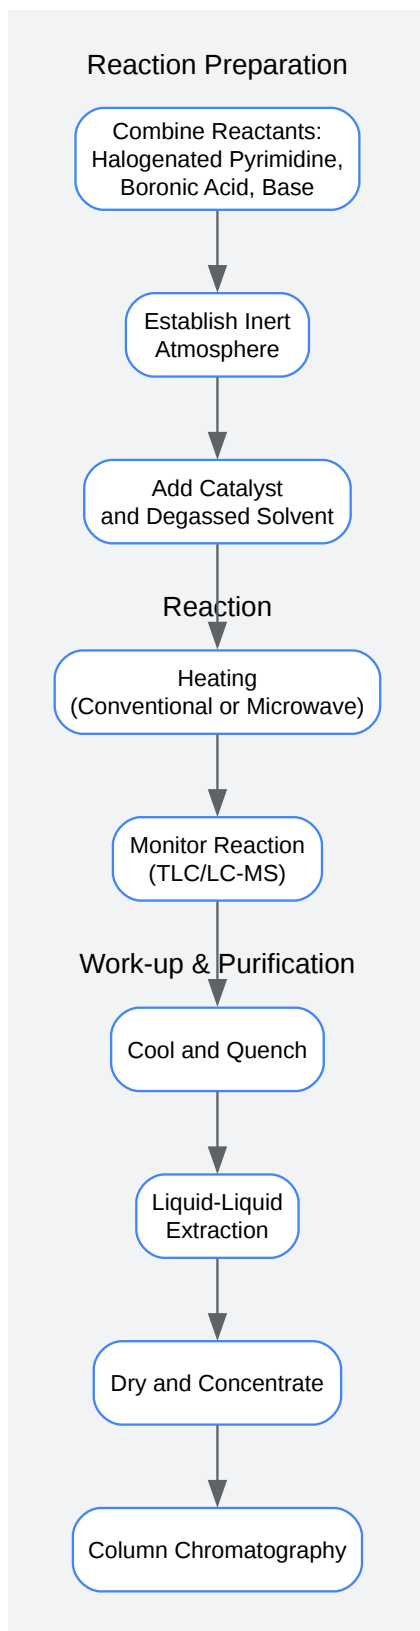 Reaction Preparation
Combine Reactants:
Halogenated Pyrimidine,
Boronic Acid, Base
Establish Inert
Atmosphere
Add Catalyst
and Degassed Solvent
Reaction
Heating
(Conventional or Microwave)
Monitor Reaction
(TLC/LC-MS)
Work-up & Purification
Cool and Quench
Liquid-Liquid
Extraction
Dry and Concentrate
Column Chromatography